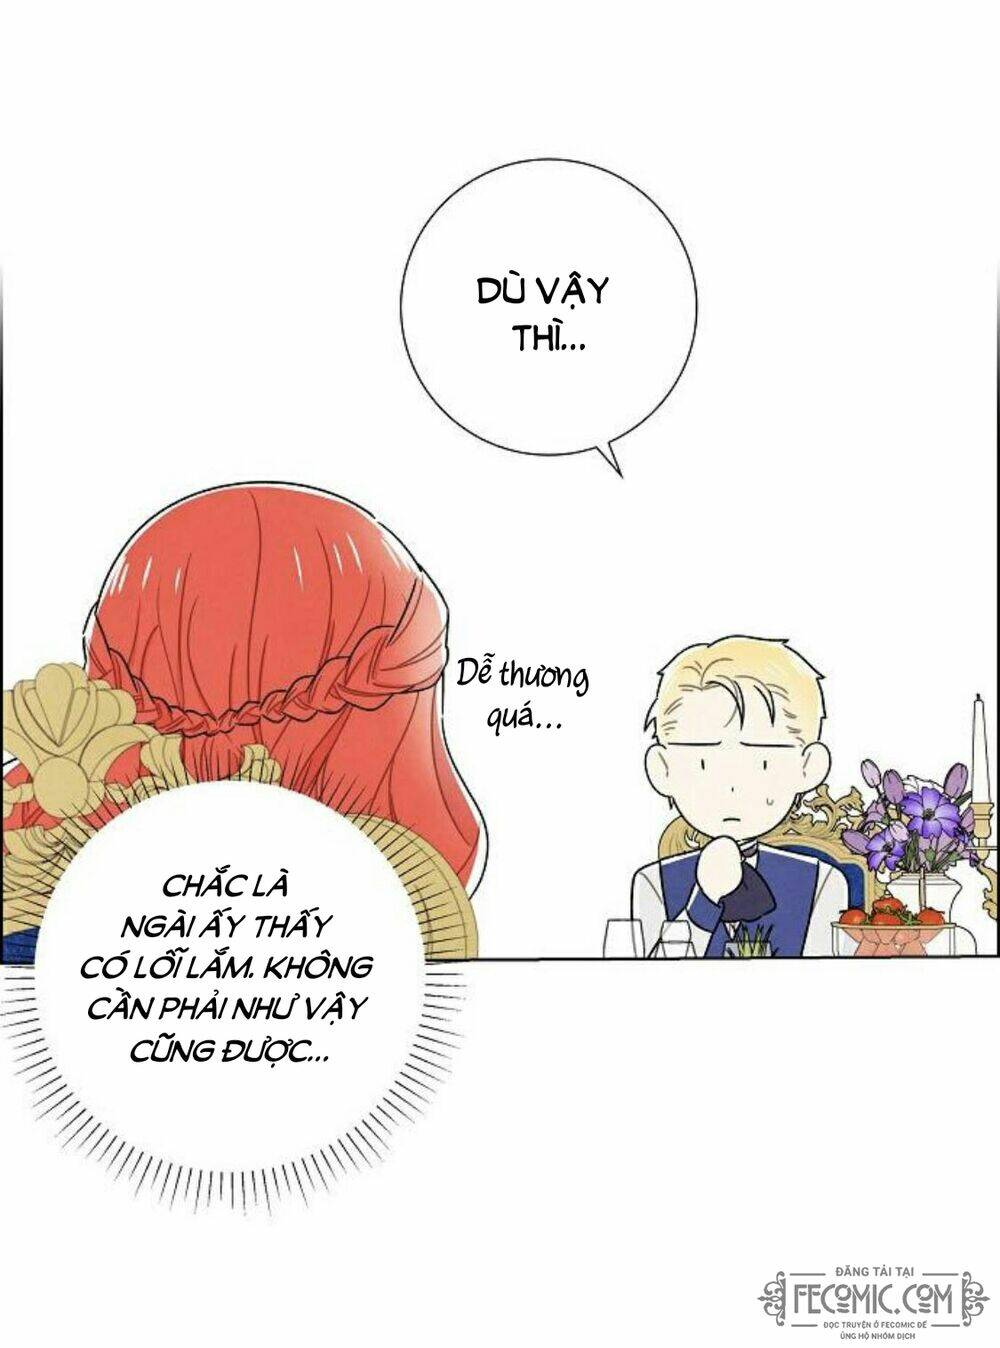 DÙ VẬY
THÌ...
Dễ thương
quá...
CHẮC LÀ
NGÀI ẤY THẤY
CÓ LỖI LẮM. KHÔNG
CẦN PHẢI NHƯ VẬY
CŨNG ĐƯỢC...
ĐĂNG TẢI TẠI
FECOMIC.COM
ĐỌC TRUYỆN Ở FECOMIC ĐỂ
ỦNG HỘ NHÓM DỊCH